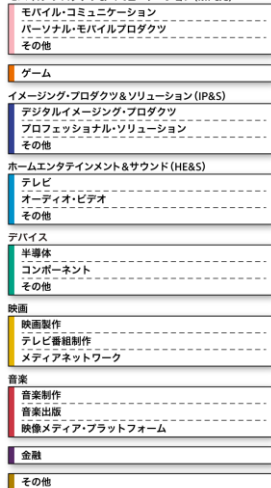 モバイル・コミュニケーション
パーソナル・モバイルプロダクツ
その他
ゲーム
イメージング・プロダクツ&ソリューション(IP&S)
デジタルイメージング・プロダクツ
プロフェッショナル・ソリューション
その他
ホームエンタテインメント&サウンド(HE&S)
テレビ
オーディオ・ビデオ
その他
デバイス
半導体
コンポーネント
その他
映画
映画製作
テレビ番組制作
メディアネットワーク
音楽
音楽制作
音楽出版
映像メディア・プラットフォーム
金融
その他